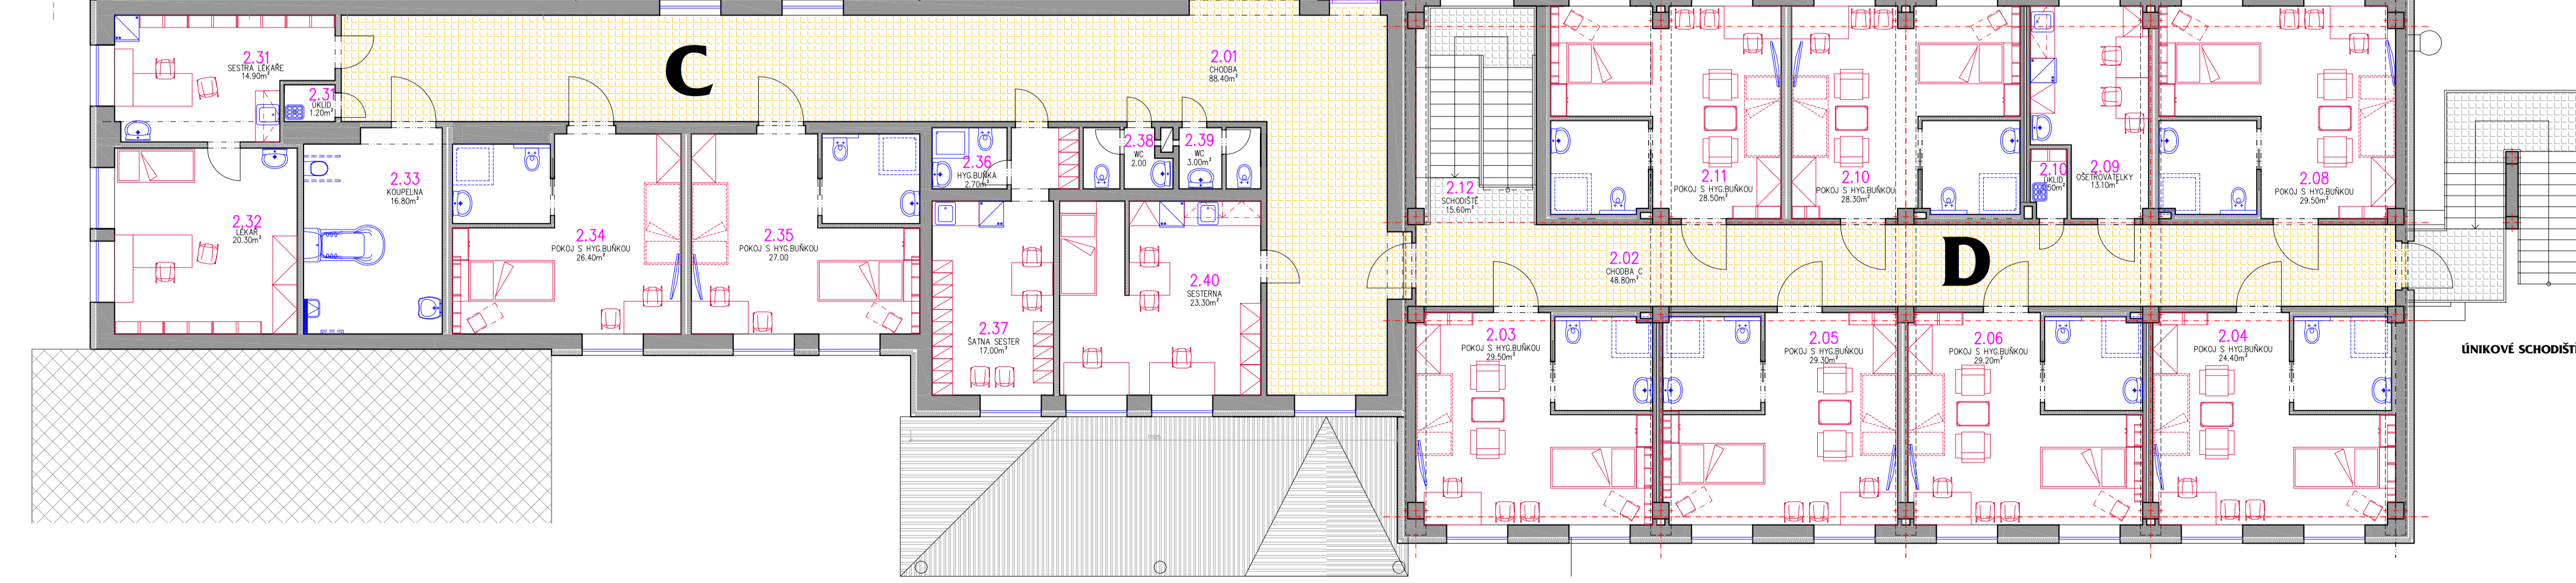 2.31
SESTRA LÉKAŘE
14.90m²
2.31
ÚKLID
1.20m²
C
2.01
CHODBA
88.40m²
2.32
LÉKAŘ
20.30m²
2.33
KOUPELNA
16.80m²
2.34
POKOJ S HYG.BUŇKOU
26.40m²
2.35
POKOJ S HYG.BUŇKOU
27.00
2.36
HYG.BUŇKA
2.70m²
2.38
WC
2.00
2.39
WC
3.00m²
2.37
ŠATNA SESTER
17.00m²
2.40
SESTERNA
23.30m²
2.12
SCHODIŠTĚ
15.60m²
2.11
POKOJ S HYG.BUŇKOU
28.50m²
2.10
POKOJ S HYG.BUŇKOU
28.30m²
2.10
ÚKLID
.50m²
2.09
OŠETŘOVATELKY
13.10m²
2.08
POKOJ S HYG.BUŇKOU
29.50m²
2.02
CHODBA C
48.80m²
D
2.03
POKOJ S HYG.BUŇKOU
29.50m²
2.05
POKOJ S HYG.BUŇKOU
29.30m²
2.06
POKOJ S HYG.BUŇKOU
29.20m²
2.04
POKOJ S HYG.BUŇKOU
24.40m²
ÚNIKOVÉ SCHODIŠTĚ